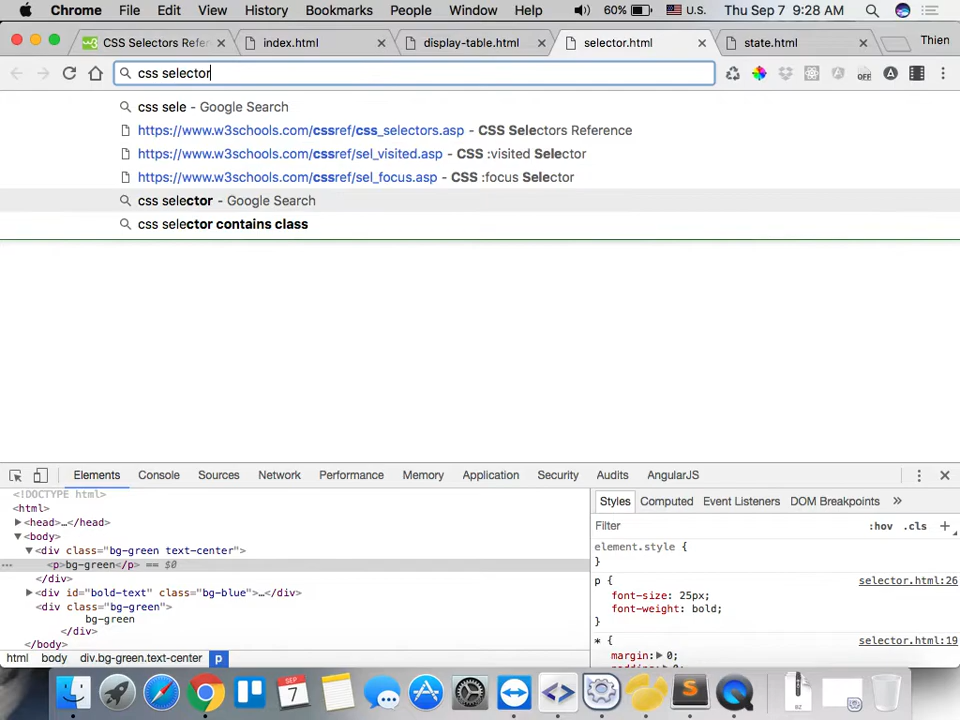 Chrome File Edit View History Bookmarks People Window Help 60% U.S. Thu Sep 7 9:28 AM
CSS Selectors Refer index.html display-table.html selector.html state.html Thien
css selector
css sele - Google Search
https://www.w3schools.com/cssref/css_selectors.asp - CSS Selectors Reference
https://www.w3schools.com/cssref/sel_visited.asp - CSS :visited Selector
https://www.w3schools.com/cssref/sel_focus.asp - CSS :focus Selector
css selector - Google Search
css selector contains class
Elements Console Sources Network Performance Memory Application Security Audits AngularJS
<!DOCTYPE html>
<html>
<head>…</head>
<body>
<div class="bg-green text-center">
<p>bg-green</p> == $0
</div>
<div id="bold-text" class="bg-blue">…</div>
<div class="bg-green">
bg-green
</div>
</body>
html body div.bg-green.text-center p
Styles Computed Event Listeners DOM Breakpoints »
Filter :hov .cls +
element.style {
}
p { selector.html:26
font-size: 25px;
font-weight: bold;
}
* { selector.html:19
margin: 0;
padding: 0;
SEP
7